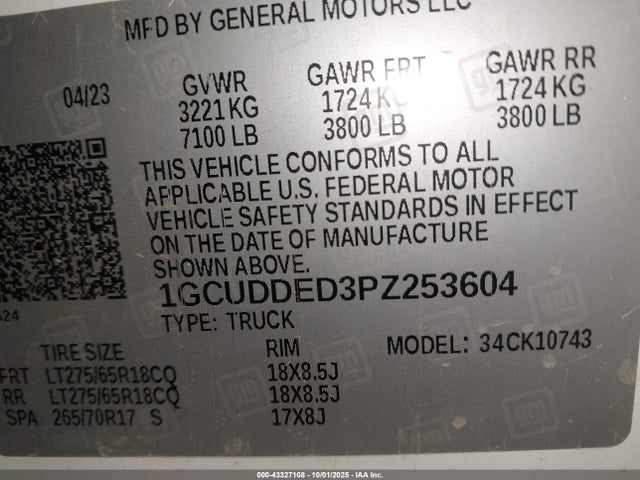 MFD BY GENERAL MOTORS LLC
04/23 GVWR GAWR FRT GAWR RR
3221 KG 1724 KG 1724 KG
7100 LB 3800 LB 3800 LB
THIS VEHICLE CONFORMS TO ALL
APPLICABLE U.S. FEDERAL MOTOR
VEHICLE SAFETY STANDARDS IN EFFECT
ON THE DATE OF MANUFACTURE
SHOWN ABOVE.
1GCUDDED3PZ253604
TYPE: TRUCK
TIRE SIZE RIM MODEL: 34CK10743
FRT LT275/65R18CQ 18X8.5J
RR LT275/65R18CQ 18X8.5J
SPA 265/70R17 S 17X8J
000-43327108 - 10/01/2025 - IAA Inc.